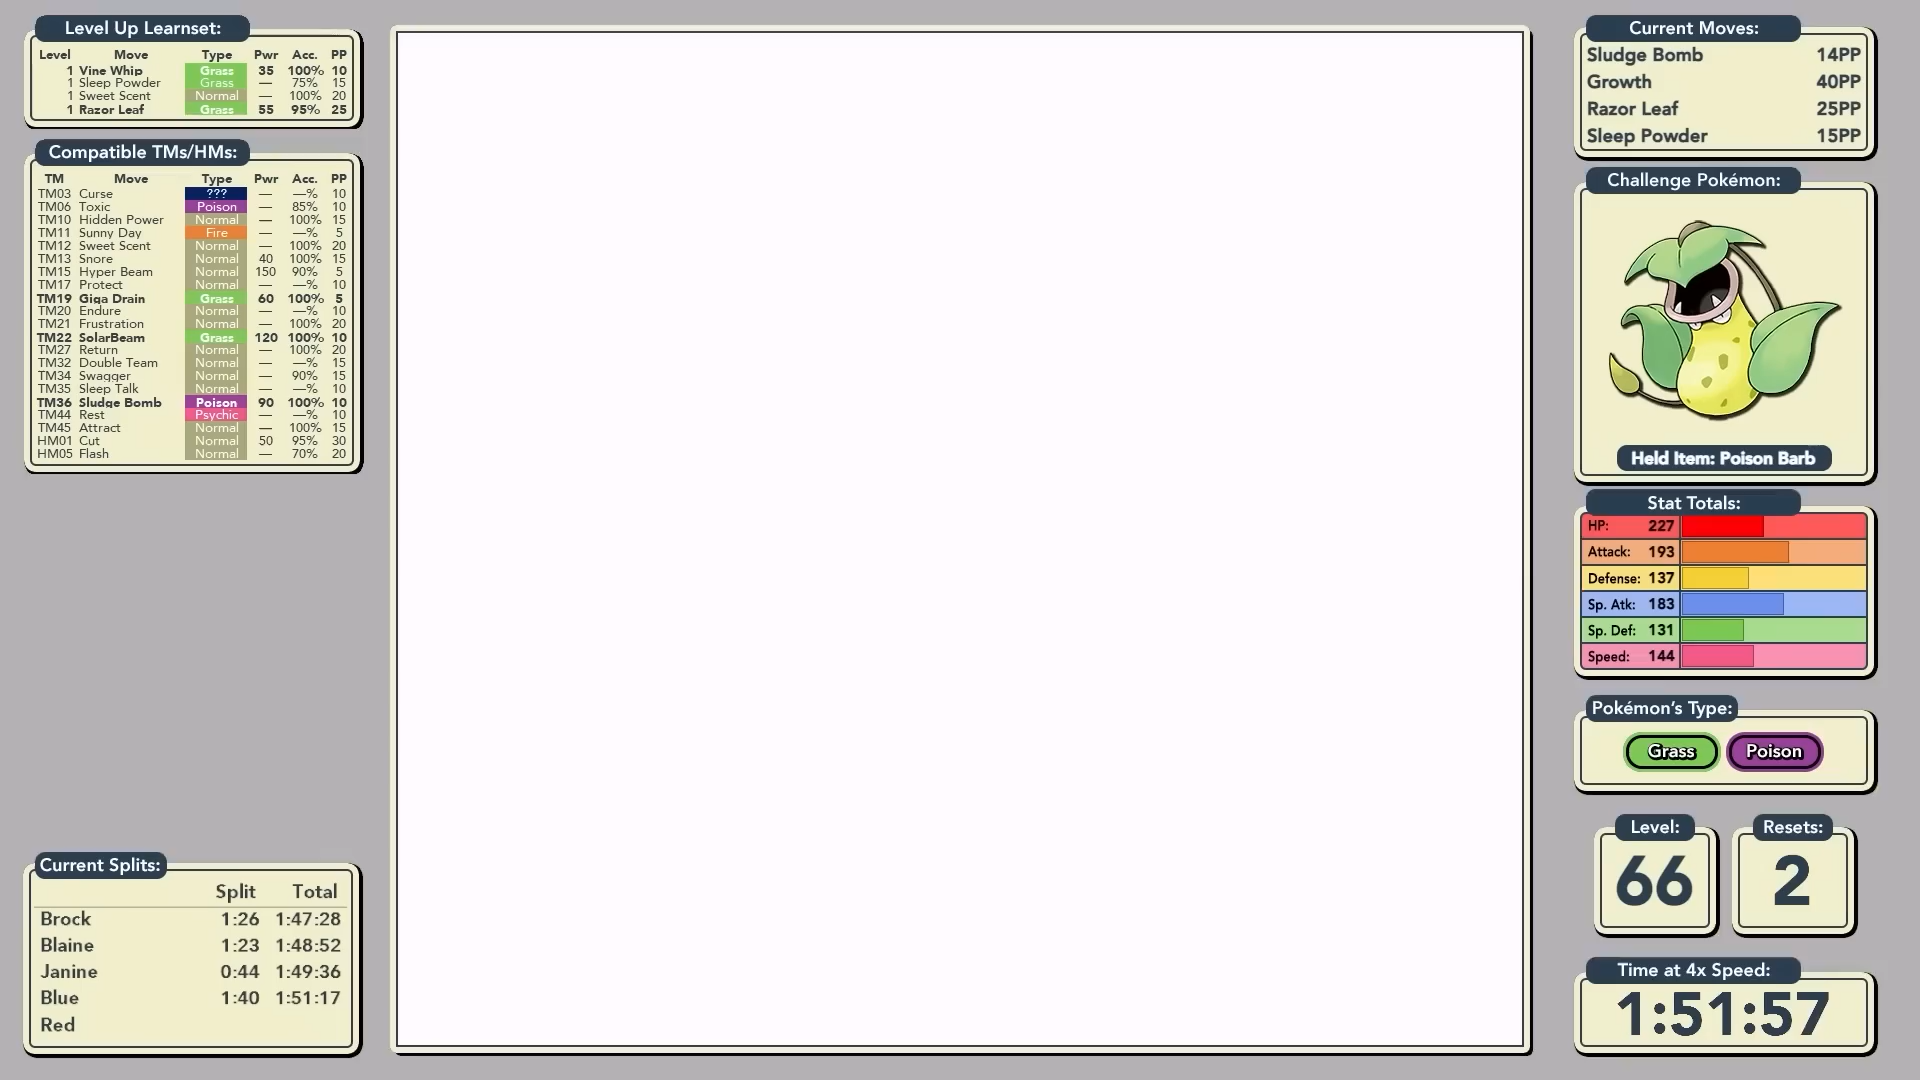 Level Up Learnset:
Level Move Type Pwr Acc. PP
1 Vine Whip Grass 35 100% 10
1 Sleep Powder Grass — 75% 15
1 Sweet Scent Normal — 100% 20
1 Razor Leaf Grass 55 95% 25
Compatible TMs/HMs:
TM Move Type Pwr Acc. PP
TM03 Curse ??? — —% 10
TM06 Toxic Poison — 85% 10
TM10 Hidden Power Normal — 100% 15
TM11 Sunny Day Fire — —% 5
TM12 Sweet Scent Normal — 100% 20
TM13 Snore Normal 40 100% 15
TM15 Hyper Beam Normal 150 90% 5
TM17 Protect Normal — —% 10
TM19 Giga Drain Grass 60 100% 5
TM20 Endure Normal — —% 10
TM21 Frustration Normal — 100% 20
TM22 SolarBeam Grass 120 100% 10
TM27 Return Normal — 100% 20
TM32 Double Team Normal — —% 15
TM34 Swagger Normal — 90% 15
TM35 Sleep Talk Normal — —% 10
TM36 Sludge Bomb Poison 90 100% 10
TM44 Rest Psychic — —% 10
TM45 Attract Normal — 100% 15
HM01 Cut Normal 50 95% 30
HM05 Flash Normal — 70% 20
Current Splits:
Split Total
Brock 1:26 1:47:28
Blaine 1:23 1:48:52
Janine 0:44 1:49:36
Blue 1:40 1:51:17
Red
Current Moves:
Sludge Bomb 14PP
Growth 40PP
Razor Leaf 25PP
Sleep Powder 15PP
Challenge Pokémon:
Held Item: Poison Barb
Stat Totals:
HP: 227
Attack: 193
Defense: 137
Sp. Atk: 183
Sp. Def: 131
Speed: 144
Pokémon's Type:
Grass Poison
Level: Resets:
66 2
Time at 4x Speed:
1:51:57